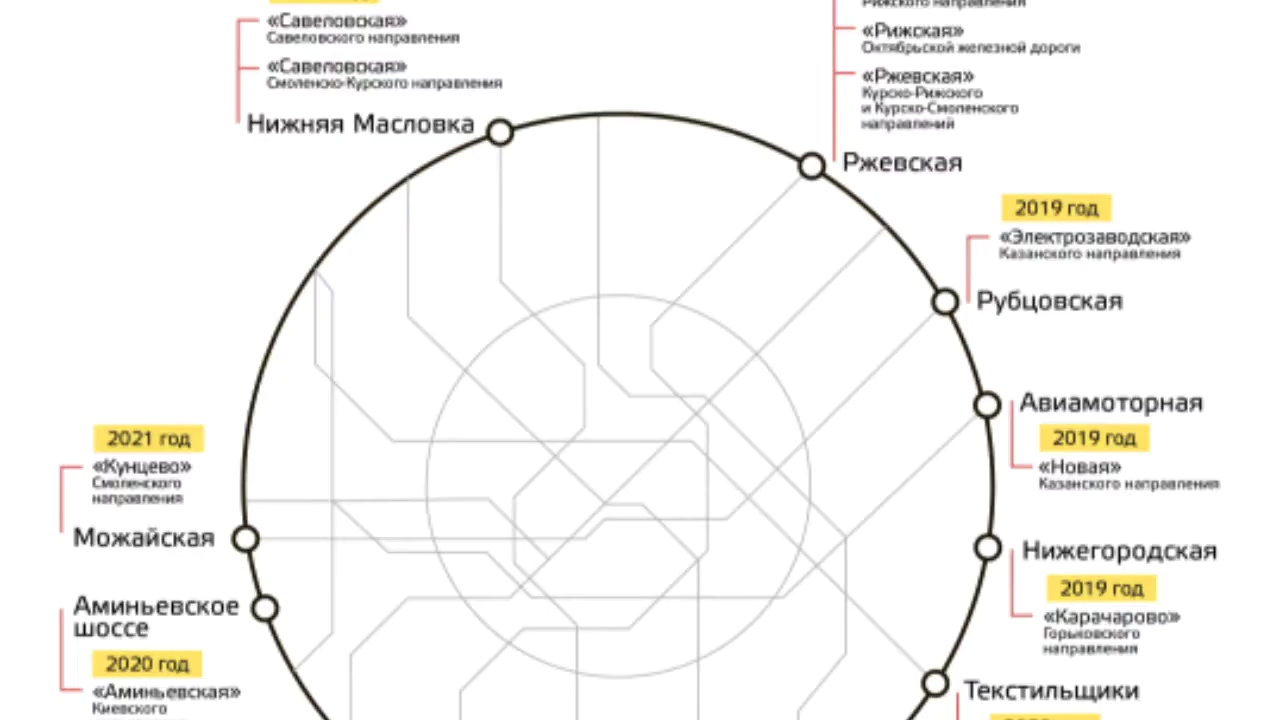 «Савеловская»
Савеловского направления
«Савеловская»
Смоленско-Курского направления
Нижняя Масловка
Рижского направления
«Рижская»
Октябрьской железной дороги
«Ржевская»
Курско-Рижского
и Курско-Смоленского
направлений
Ржевская
2019 год
«Электрозаводская»
Казанского направления
Рубцовская
Авиамоторная
2019 год
«Новая»
Казанского направления
Нижегородская
2019 год
«Карачарово»
Горьковского
направления
Текстильщики
2021 год
«Кунцево»
Смоленского
направления
Можайская
Аминьевское
шоссе
2020 год
«Аминьевская»
Киевского